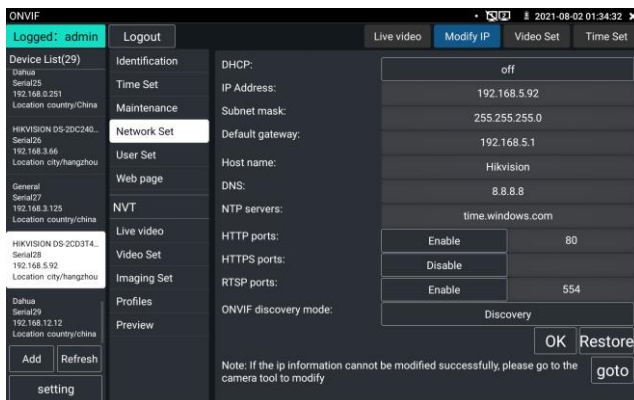 ONVIF
2021-08-02 01:34:32
Logged: admin
Logout
Live video
Modify IP
Video Set
Time Set
Device List(29)
Dahua
Serial25
192.168.0.251
Location country/China
HIKVISION DS-2DC240...
Serial26
192.168.3.66
Location city/hangzhou
General
Serial27
192.168.3.125
Location country/china
HIKVISION DS-2CD3T4...
Serial28
192.168.5.92
Location city/hangzhou
Dahua
Serial29
192.168.12.12
Location country/china
Add
Refresh
setting
Identification
Time Set
Maintenance
Network Set
User Set
Web page
NVT
Live video
Video Set
Imaging Set
Profiles
Preview
DHCP: off
IP Address: 192.168.5.92
Subnet mask: 255.255.255.0
Default gateway: 192.168.5.1
Host name: Hikvision
DNS: 8.8.8.8
NTP servers: time.windows.com
HTTP ports: Enable 80
HTTPS ports: Disable
RTSP ports: Enable 554
ONVIF discovery mode: Discovery
OK
Restore
Note: If the ip information cannot be modified successfully, please go to the
camera tool to modify
goto